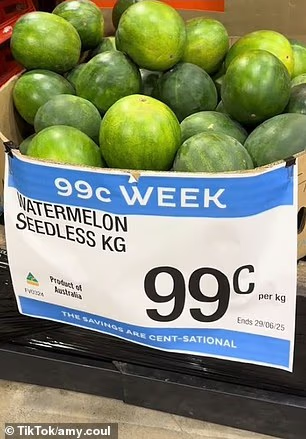 99c WEEK
WATERMELON
SEEDLESS KG
99c
per kg
Product of
Australia
FVO324
Ends 29/06/25
THE SAVINGS ARE CENT-SATIONAL
© TikTok/amy.coul